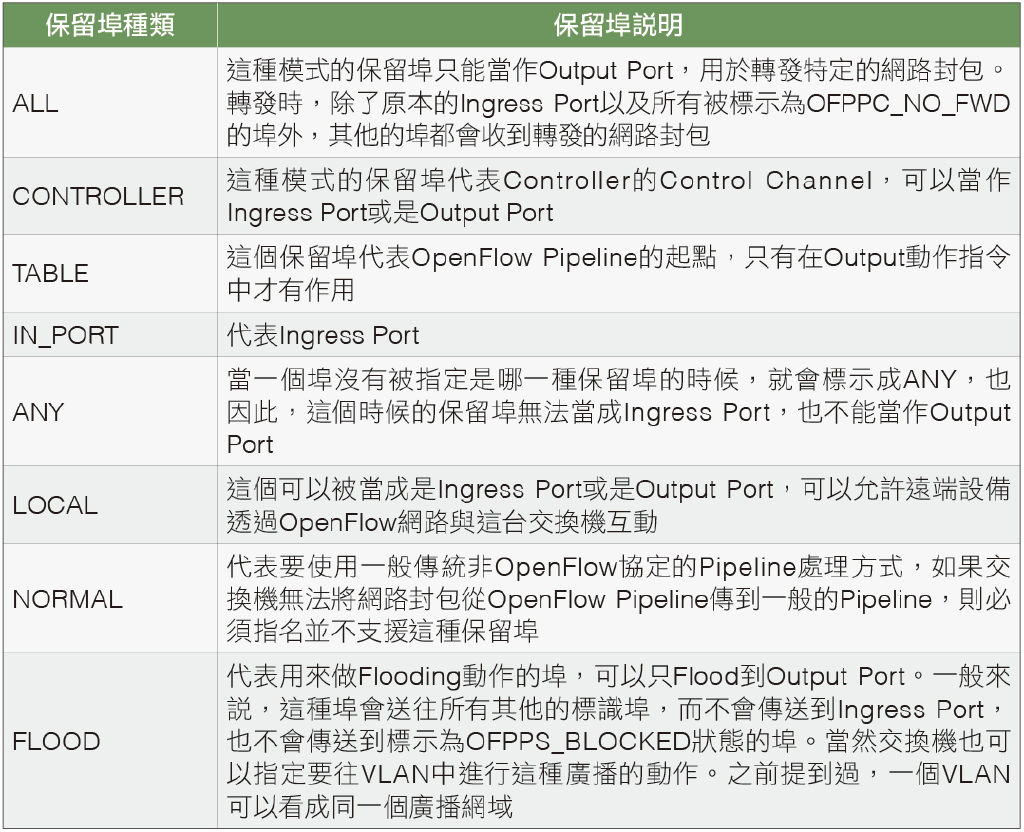 保留埠種類
保留埠説明
ALL
這種模式的保留埠只能當作Output Port，用於轉發特定的網路封包。
轉發時，除了原本的Ingress Port以及所有被標示為OFPPC_NO_FWD
的埠外，其他的埠都會收到轉發的網路封包
CONTROLLER
這種模式的保留埠代表Controller的Control Channel，可以當作
Ingress Port或是Output Port
TABLE
這個保留埠代表OpenFlow Pipeline的起點，只有在Output動作指令
中才有作用
IN_PORT
代表Ingress Port
ANY
當一個埠沒有被指定是哪一種保留埠的時候，就會標示成ANY，也
因此，這個時候的保留埠無法當成Ingress Port，也不能當作Output
Port
LOCAL
這個可以被當成是Ingress Port或是Output Port，可以允許遠端設備
透過OpenFlow網路與這台交換機互動
NORMAL
代表要使用一般傳統非OpenFlow協定的Pipeline處理方式，如果交
換機無法將網路封包從OpenFlow Pipeline傳到一般的Pipeline，則必
須指名並不支援這種保留埠
FLOOD
代表用來做Flooding動作的埠，可以只Flood到Output Port。一般來
説，這種埠會送往所有其他的標識埠，而不會傳送到Ingress Port，
也不會傳送到標示為OFPPS_BLOCKED狀態的埠。當然交換機也可
以指定要往VLAN中進行這種廣播的動作。之前提到過，一個VLAN
可以看成同一個廣播網域